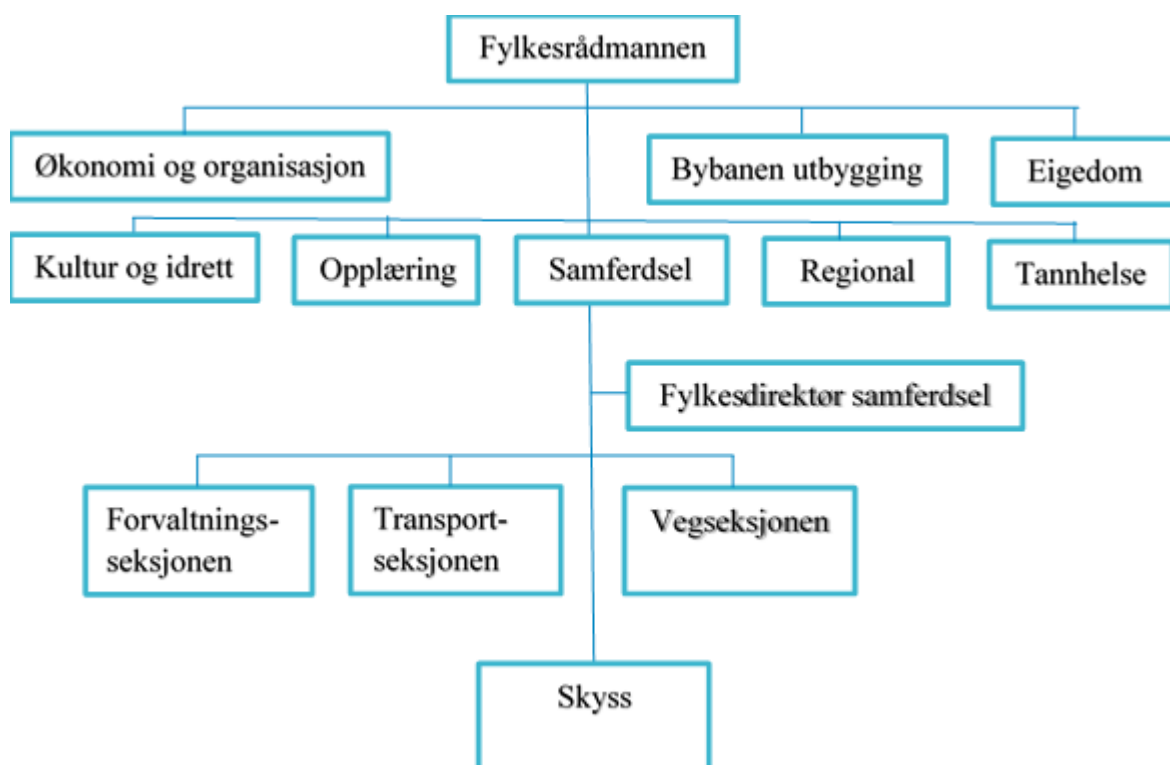 Fylkesrådmannen
Økonomi og organisasjon
Bybanen utbygging
Eigedom
Kultur og idrett
Opplæring
Samferdsel
Regional
Tannhelse
Fylkesdirektør samferdsel
Forvaltnings-
seksjonen
Transport-
seksjonen
Vegseksjonen
Skyss